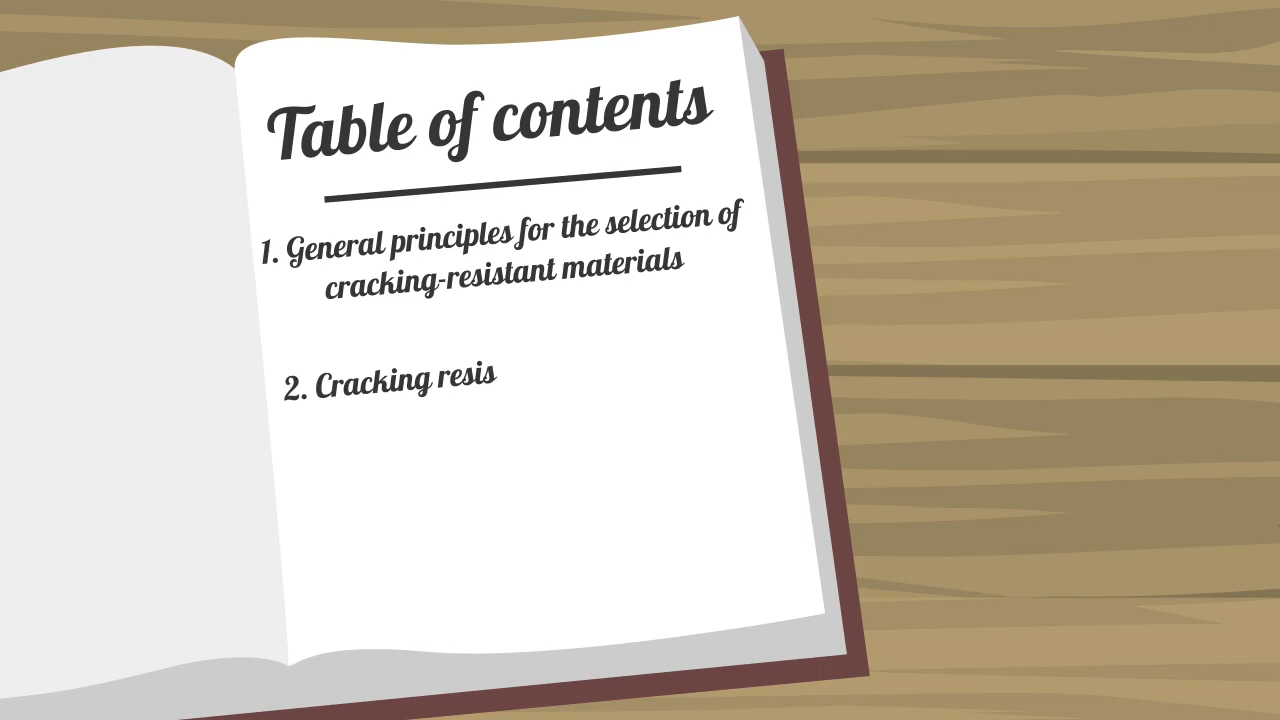 Table of contents
1. General principles for the selection of
cracking-resistant materials
2. Cracking resis